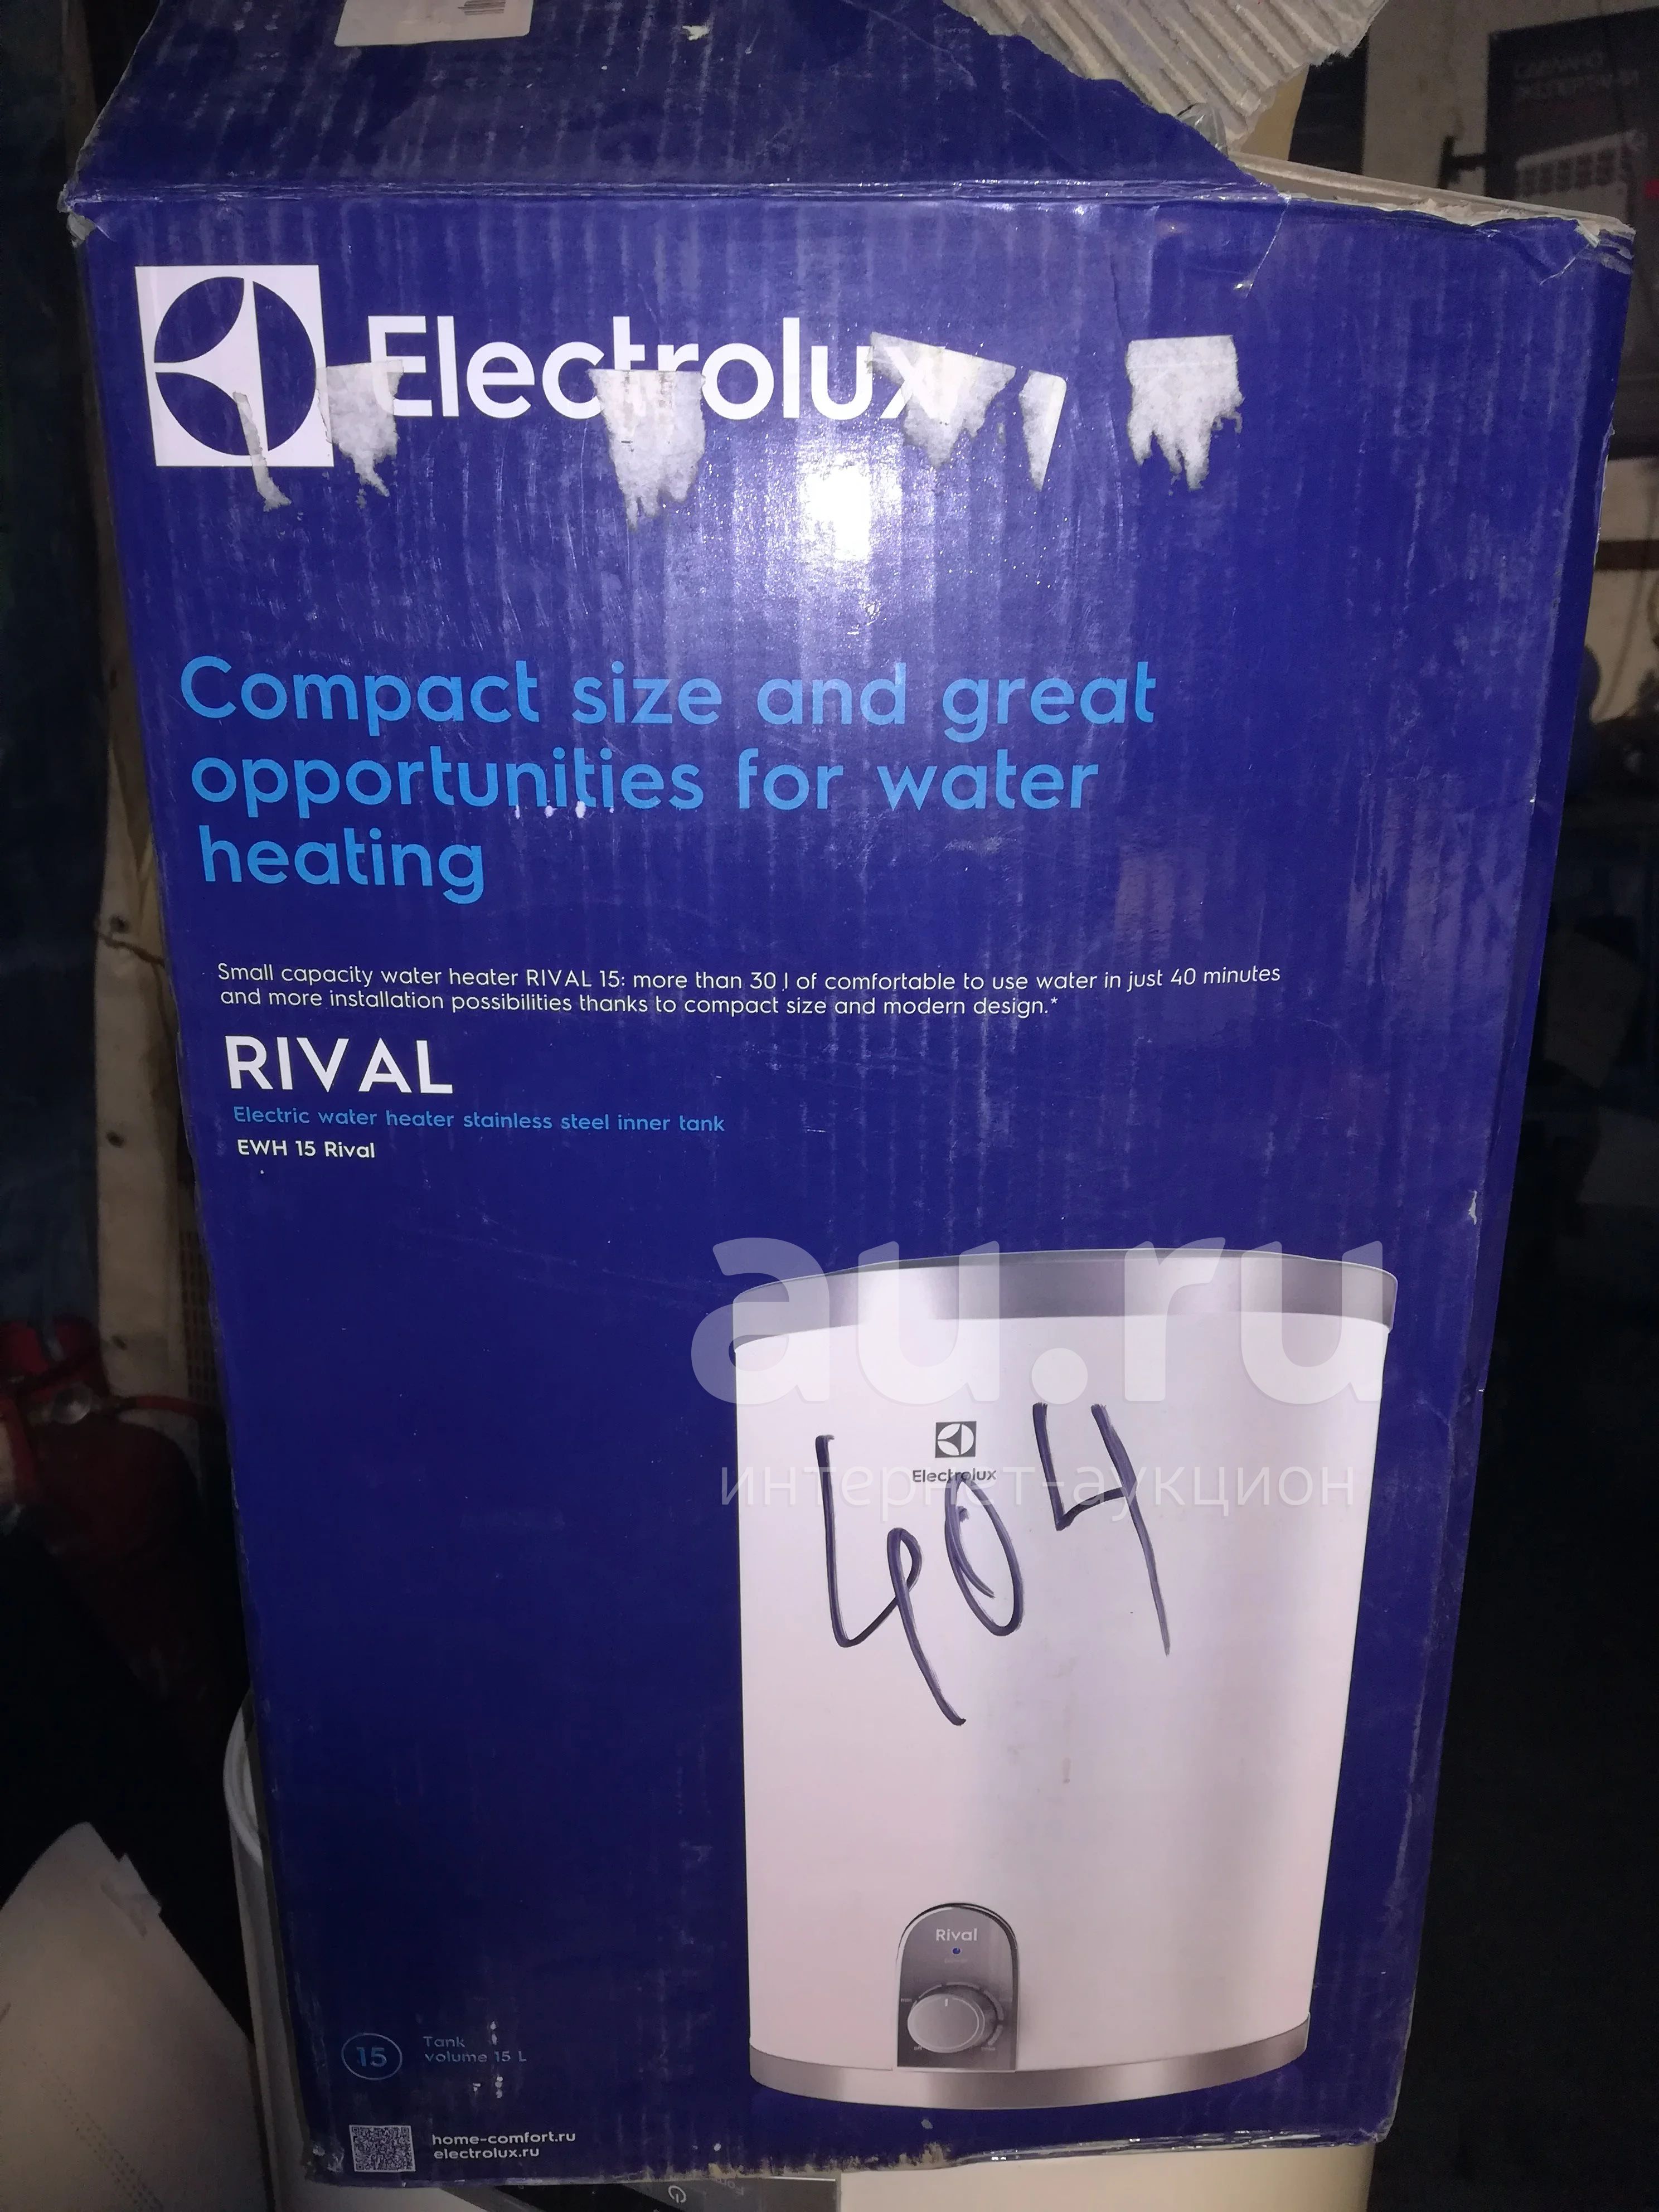 Electrolux
Compact size and great
opportunities for water
heating
Small capacity water heater RIVAL 15: more than 30 l of comfortable to use water in just 40 minutes
and more installation possibilities thanks to compact size and modern design.*
RIVAL
Electric water heater stainless steel inner tank
EWH 15 Rival
au.ru
интернет-аукцион
Electrolux
404
Rival
15
Tank
volume 15 L
home-comfort.ru
electrolux.ru